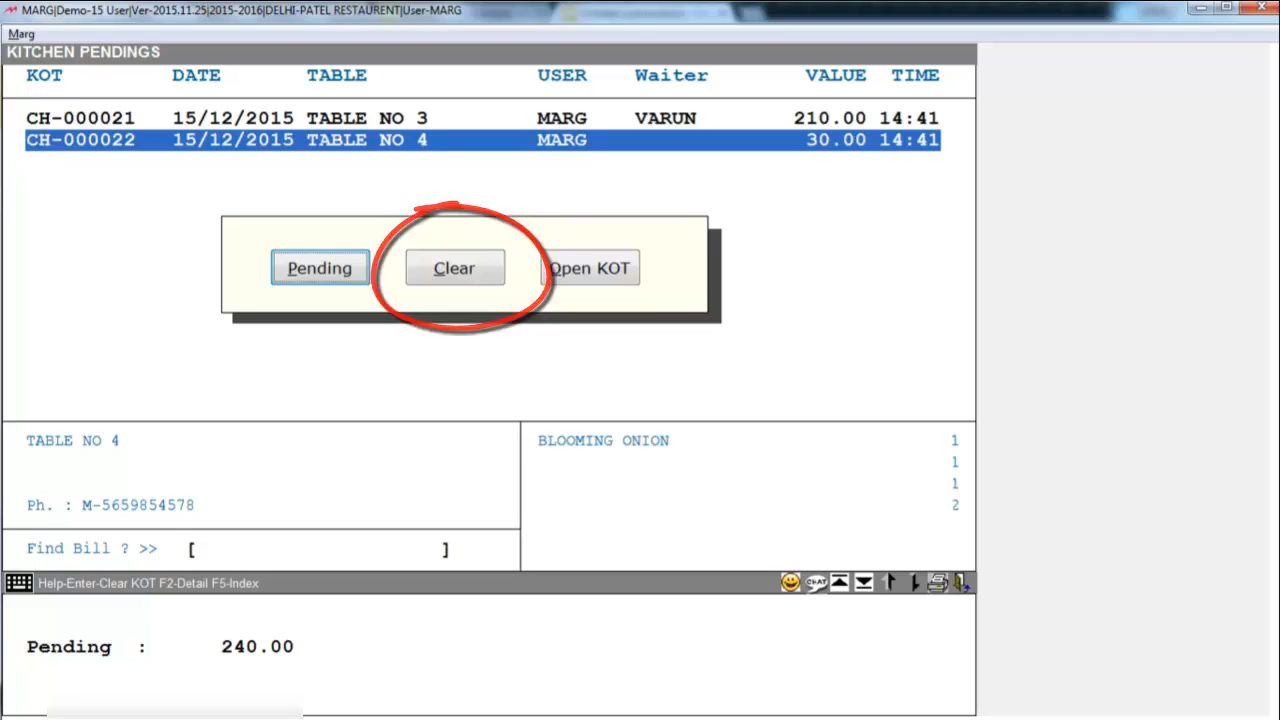 MARG|Demo-15 User|Ver-2015.11.25|2015-2016|DELHI-PATEL RESTAURENT|User-MARG
Marg
KITCHEN PENDINGS
KOT DATE TABLE USER Waiter VALUE TIME
CH-000021 15/12/2015 TABLE NO 3 MARG VARUN 210.00 14:41
CH-000022 15/12/2015 TABLE NO 4 MARG 30.00 14:41
Pending Clear Open KOT
TABLE NO 4 BLOOMING ONION 1
1
1
Ph. : M-5659854578 2
Find Bill ? >> [ ]
Help-Enter-Clear KOT F2-Detail F5-Index CHAT
Pending : 240.00